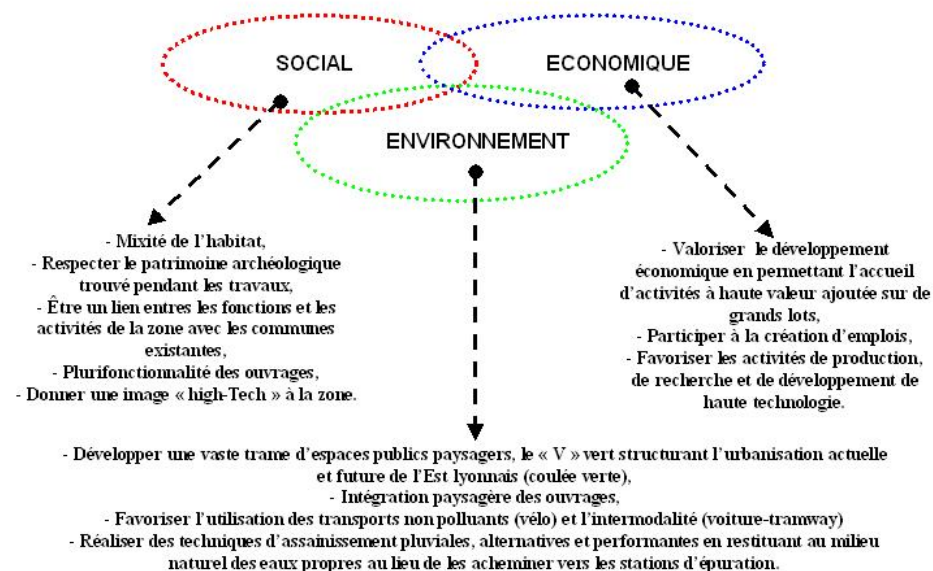 SOCIAL
ECONOMIQUE
ENVIRONNEMENT
- Mixité de l'habitat,
- Respecter le patrimoine archéologique
trouvé pendant les travaux,
- Être un lien entres les fonctions et les
activités de la zone avec les communes
existantes,
- Plurifonctionnalité des ouvrages,
- Donner une image « high-Tech » à la zone.
- Valoriser le développement
économique en permettant l'accueil
d'activités à haute valeur ajoutée sur de
grands lots,
- Participer à la création d'emplois,
- Favoriser les activités de production,
de recherche et de développement de
haute technologie.
- Développer une vaste trame d'espaces publics paysagers, le « V » vert structurant l'urbanisation actuelle
et future de l'Est lyonnais (coulée verte),
- Intégration paysagère des ouvrages,
- Favoriser l'utilisation des transports non polluants (vélo) et l'intermodalité (voiture-tramway)
- Réaliser des techniques d'assainissement pluviales, alternatives et performantes en restituant au milieu
naturel des eaux propres au lieu de les acheminer vers les stations d'épuration.